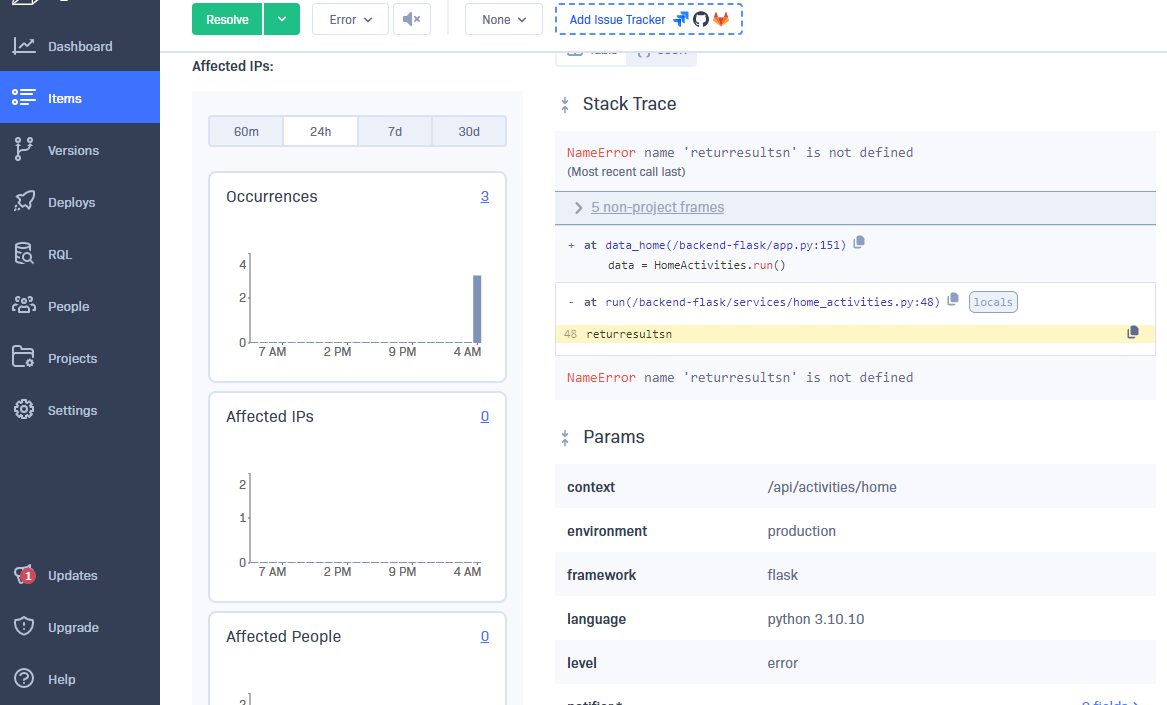 Resolve
Error
None
Add Issue Tracker
Dashboard
Items
Versions
Deploys
RQL
People
Projects
Settings
Updates
1
Upgrade
Help
Affected IPs:
60m 24h 7d 30d
Occurrences 3
4
2
0
7 AM 2 PM 9 PM 4 AM
Affected IPs 0
2
1
0
7 AM 2 PM 9 PM 4 AM
Affected People 0
2
Stack Trace
NameError name 'returresultsn' is not defined
(Most recent call last)
5 non-project frames
+ at data_home(/backend-flask/app.py:151)
data = HomeActivities.run()
- at run(/backend-flask/services/home_activities.py:48) locals
48 returresultsn
NameError name 'returresultsn' is not defined
Params
context /api/activities/home
environment production
framework flask
language python 3.10.10
level error